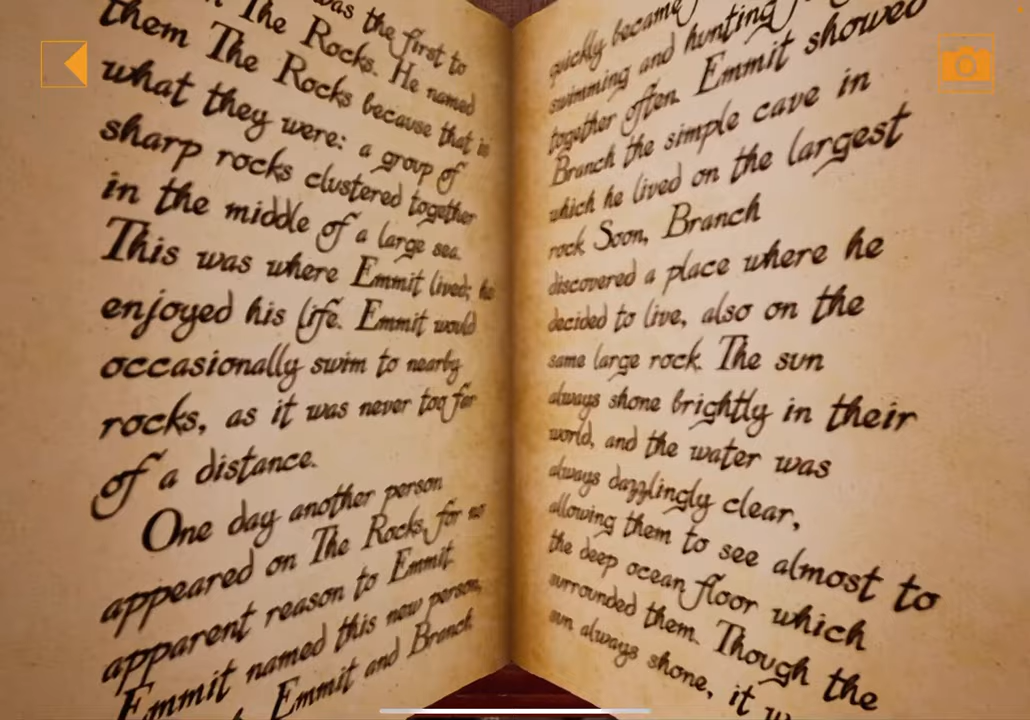 was the first to
The Rocks. He named
them The Rocks because that is
what they were: a group of
sharp rocks clustered together
in the middle of a large sea.
This was where Emmit lived; he
enjoyed his life. Emmit would
occasionally swim to nearby
rocks, as it was never too far
of a distance.
One day another person
appeared on The Rocks, for no
apparent reason to Emmit
Emmit named this new person,
Emmit and Branch
quickly became
swimming and hunting
together often. Emmit showed
Branch the simple cave in
which he lived on the largest
rock Soon, Branch
discovered a place where he
decided to live, also on the
same large rock. The sun
always shone brightly in their
world, and the water was
always dazzlingly clear,
allowing them to see almost to
the deep ocean floor which
surrounded them. Though the
sun always shone, it